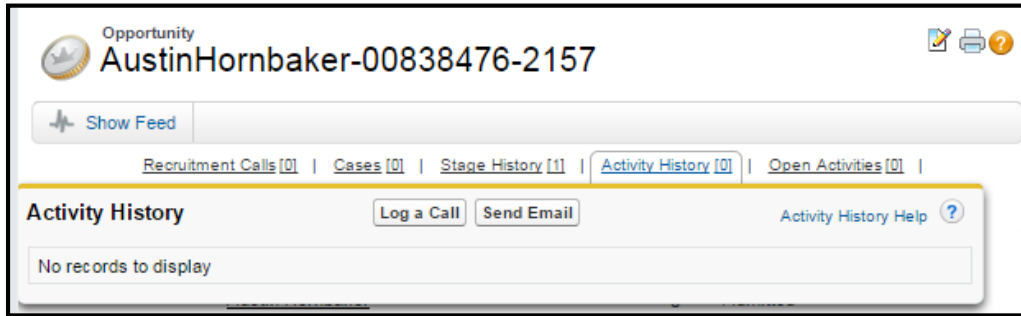 Opportunity
AustinHornbaker-00838476-2157
Show Feed
Recruitment Calls [0] | Cases [0] | Stage History [1] | Activity History [0] | Open Activities [0] |
Activity History Log a Call Send Email Activity History Help ?
No records to display